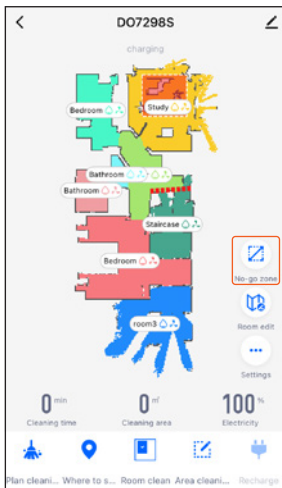 DO7298S
charging
Bedroom
Study
Bathroom
Bathroom
Staircase
Bedroom
No-go zone
Room edit
room3
Settings
0 min
0 ㎡
100 %
Cleaning time
Cleaning area
Electricity
Plan cleani...
Where to s...
Room clean
Area cleani...
Recharge